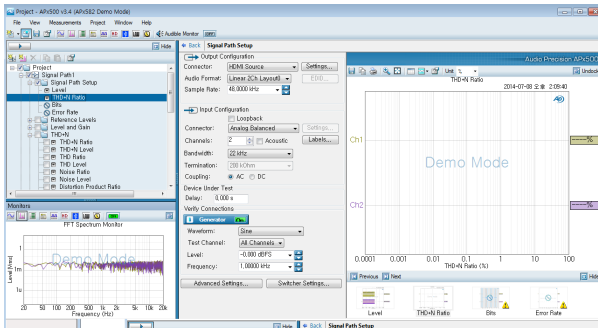 Project - APx500 v3.4 (APx582 Demo Mode)
File View Measurements Project Window Help
Audible Monitor
Hide
Back Signal Path Setup
Project
Signal Path1
Signal Path Setup
Level
THD+N Ratio
Bits
Error Rate
Reference Levels
Level and Gain
THD+N
THD+N Ratio
THD+N Level
THD Ratio
THD Level
Noise Ratio
Noise Level
Distortion Product Ratio
Monitors
FFT Spectrum Monitor
Level (Vrms)
1
1m
1u
Demo Mode
20 50 100 200 500 1k 2k 5k 10k 20k
Frequency (Hz)
Output Configuration
Connector: HDMI Source Settings...
Audio Format: Linear 2Ch Layout0 EDID...
Sample Rate: 48.0000 kHz
Input Configuration
Loopback
Connector: Analog Balanced Settings...
Channels: 2 Acoustic Labels...
Bandwidth: 22 kHz
Termination: 200 kOhm
Coupling: AC DC
Device Under Test
Delay: 0.000 s
Verify Connections
Generator
Waveform: Sine
Test Channel: All Channels
Level: -0.000 dBFS
Frequency: 1.00000 kHz
Advanced Settings... Switcher Settings...
Audio Precision APx500
Unit % Undock
THD+N Ratio
2014-07-08 오후 2:09:40
Ch1
----%
Demo Mode
Ch2
----%
0.0001 0.001 0.01 0.1 1 10 100
THD+N Ratio (%)
Previous Next Hide
Level THD+N Ratio Bits Error Rate
Hide Back Signal Path Setup